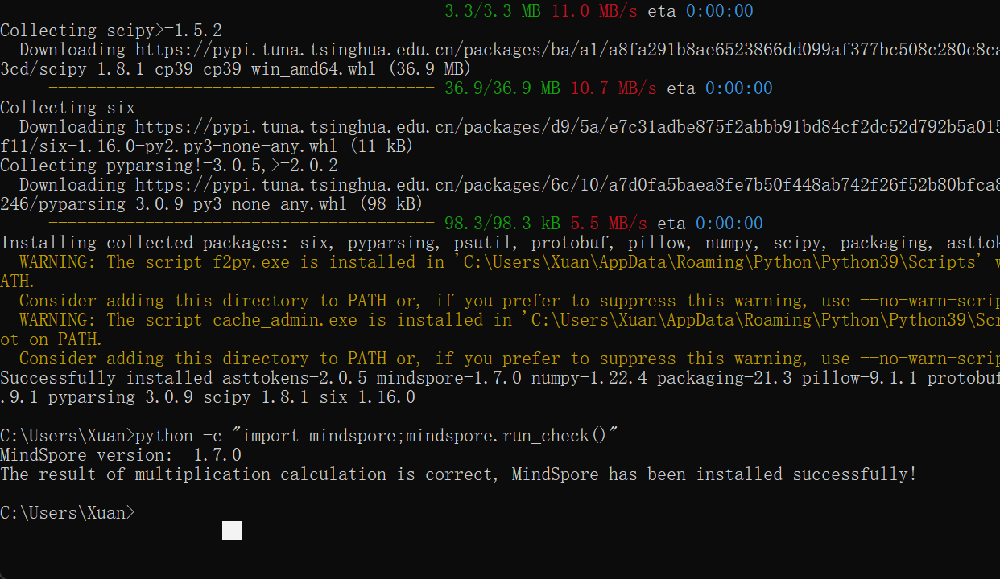 ---------------------------------------- 3.3/3.3 MB 11.0 MB/s eta 0:00:00
Collecting scipy>=1.5.2
Downloading https://pypi.tuna.tsinghua.edu.cn/packages/ba/a1/a8fa291b8ae6523866dd099af377bc508c280c8ca
3cd/scipy-1.8.1-cp39-cp39-win_amd64.whl (36.9 MB)
---------------------------------------- 36.9/36.9 MB 10.7 MB/s eta 0:00:00
Collecting six
Downloading https://pypi.tuna.tsinghua.edu.cn/packages/d9/5a/e7c31adbe875f2abbb91bd84cf2dc52d792b5a015
f11/six-1.16.0-py2.py3-none-any.whl (11 kB)
Collecting pyparsing!=3.0.5,>=2.0.2
Downloading https://pypi.tuna.tsinghua.edu.cn/packages/6c/10/a7d0fa5baea8fe7b50f448ab742f26f52b80bfca8
246/pyparsing-3.0.9-py3-none-any.whl (98 kB)
---------------------------------------- 98.3/98.3 kB 5.5 MB/s eta 0:00:00
Installing collected packages: six, pyparsing, psutil, protobuf, pillow, numpy, scipy, packaging, asttok
WARNING: The script f2py.exe is installed in 'C:\Users\Xuan\AppData\Roaming\Python\Python39\Scripts' w
ATH.
Consider adding this directory to PATH or, if you prefer to suppress this warning, use --no-warn-scrip
WARNING: The script cache_admin.exe is installed in 'C:\Users\Xuan\AppData\Roaming\Python\Python39\Scr
ot on PATH.
Consider adding this directory to PATH or, if you prefer to suppress this warning, use --no-warn-scrip
Successfully installed asttokens-2.0.5 mindspore-1.7.0 numpy-1.22.4 packaging-21.3 pillow-9.1.1 protobuf
.9.1 pyparsing-3.0.9 scipy-1.8.1 six-1.16.0
C:\Users\Xuan>python -c "import mindspore;mindspore.run_check()"
MindSpore version:  1.7.0
The result of multiplication calculation is correct, MindSpore has been installed successfully!
C:\Users\Xuan>